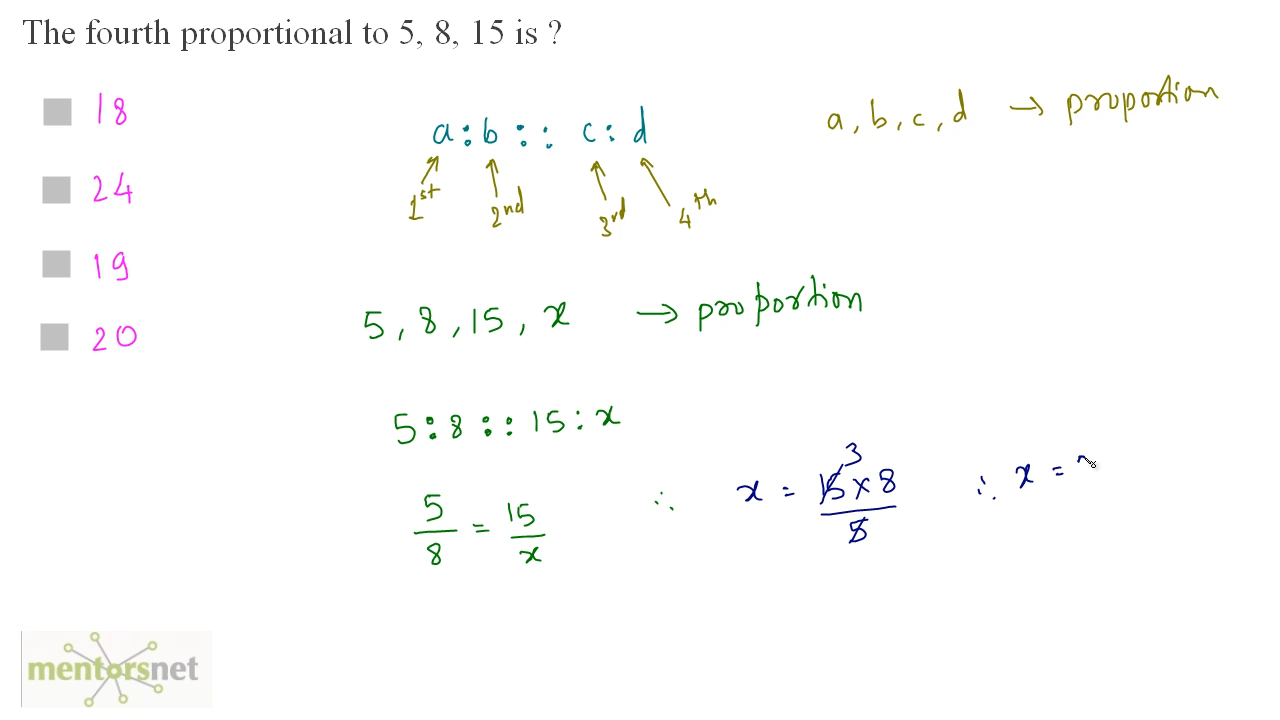 The fourth proportional to 5, 8, 15 is ?
18
24
19
20
a : b : : c : d
1st 2nd 3rd 4th
a, b, c, d → proportion
5, 8, 15, x → proportion
5 : 8 : : 15 : x
5/8 = 15/x
∴ x = 15 × 8 / 5
3
∴ x =
mentorsnet